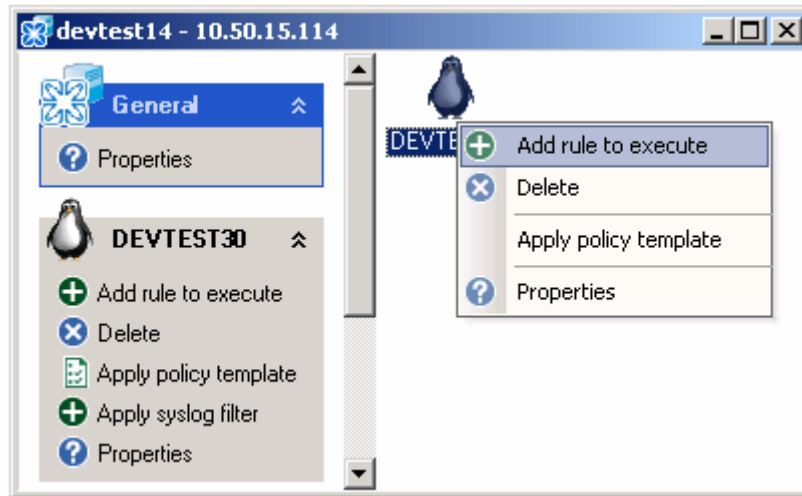 devtest14 - 10.50.15.114
General
Properties
DEVTEST30
Add rule to execute
Delete
Apply policy template
Apply syslog filter
Properties
DEVTE
Add rule to execute
Delete
Apply policy template
Properties